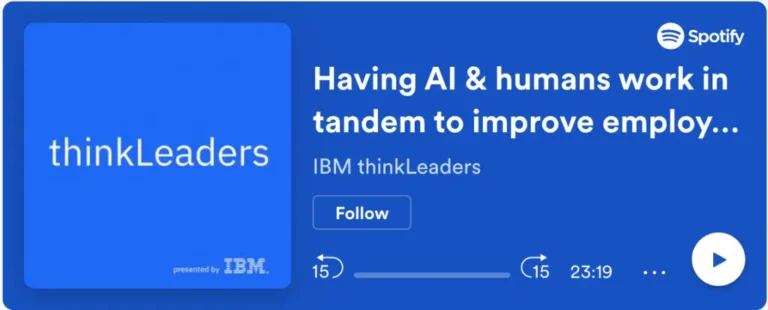 Spotify
thinkLeaders
presented by IBM.
Having AI & humans work in
tandem to improve employ...
IBM thinkLeaders
Follow
15
15
23:19